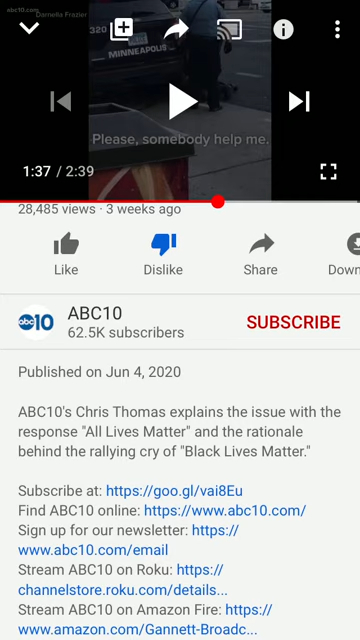 abc10.com
Darnella Frazier
320
MINNEAPOLIS
Please, somebody help me.
1:37 / 2:39
28,485 views · 3 weeks ago
Like
Dislike
Share
Down
abc10
ABC10
62.5K subscribers
SUBSCRIBE
Published on Jun 4, 2020
ABC10's Chris Thomas explains the issue with the
response "All Lives Matter" and the rationale
behind the rallying cry of "Black Lives Matter."
Subscribe at: https://goo.gl/vai8Eu
Find ABC10 online: https://www.abc10.com/
Sign up for our newsletter: https://
www.abc10.com/email
Stream ABC10 on Roku: https://
channelstore.roku.com/details...
Stream ABC10 on Amazon Fire: https://
www.amazon.com/Gannett-Broadc...